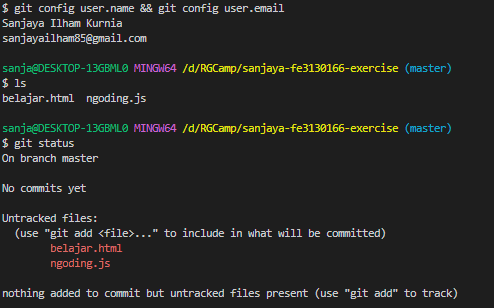 $ git config user.name && git config user.email
Sanjaya Ilham Kurnia
sanjayailham85@gmail.com
sanja@DESKTOP-13GBML0 MINGW64 /d/RGCamp/sanjaya-fe3130166-exercise (master)
$ ls
belajar.html  ngoding.js
sanja@DESKTOP-13GBML0 MINGW64 /d/RGCamp/sanjaya-fe3130166-exercise (master)
$ git status
On branch master
No commits yet
Untracked files:
  (use "git add <file>..." to include in what will be committed)
        belajar.html
        ngoding.js
nothing added to commit but untracked files present (use "git add" to track)